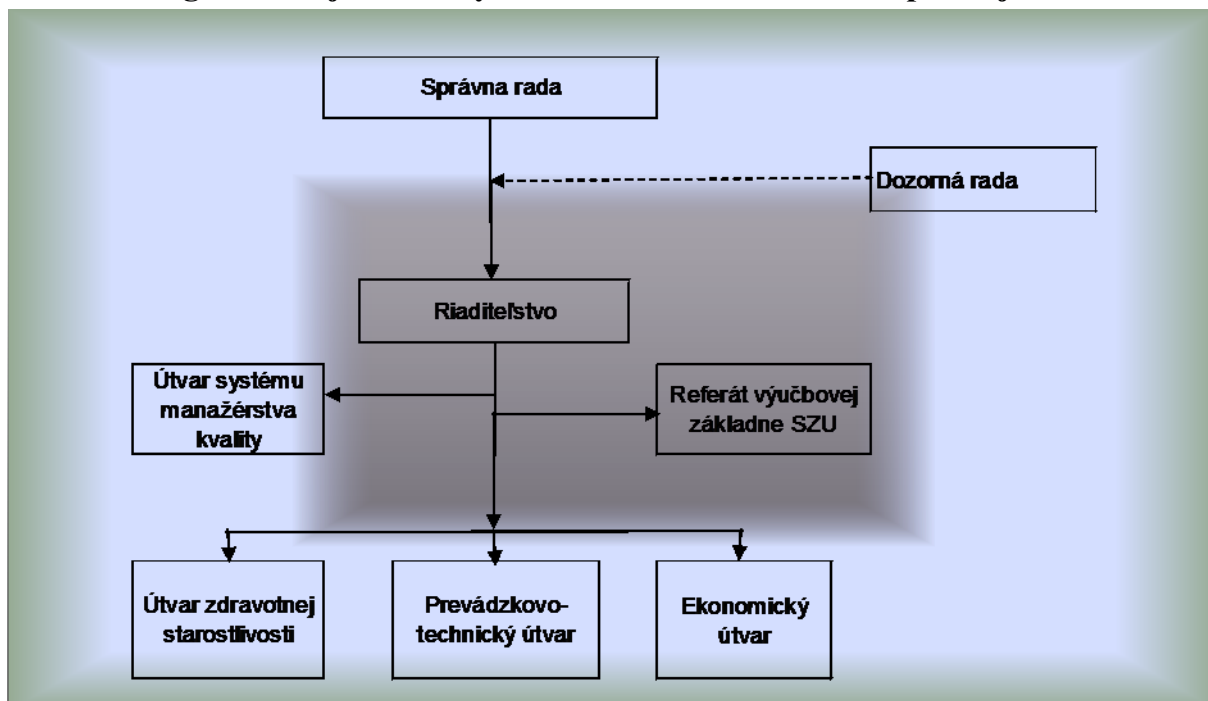 Správna rada
Dozorná rada
Riaditeľstvo
Útvar systému
manažérstva
kvality
Referát výučbovej
základne SZU
Útvar zdravotnej
starostlivosti
Prevádzkovo-
technický útvar
Ekonomický
útvar